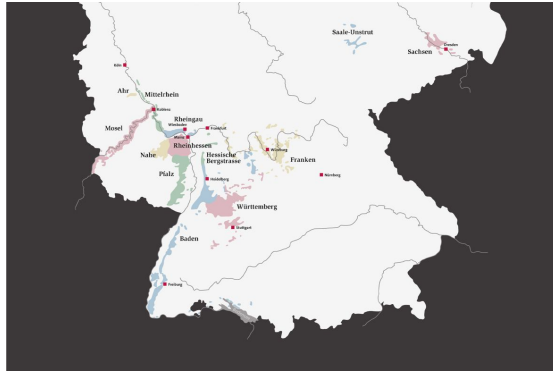 Saale-Unstrut
Sachsen
Dresden
Köln
Ahr
Mittelrhein
Koblenz
Rheingau
Wiesbaden
Frankfurt
Mosel
Mainz
Rheinhessen
Nahe
Hessische
Bergstrasse
Würzburg
Franken
Pfalz
Heidelberg
Nürnberg
Württemberg
Stuttgart
Baden
Freiburg